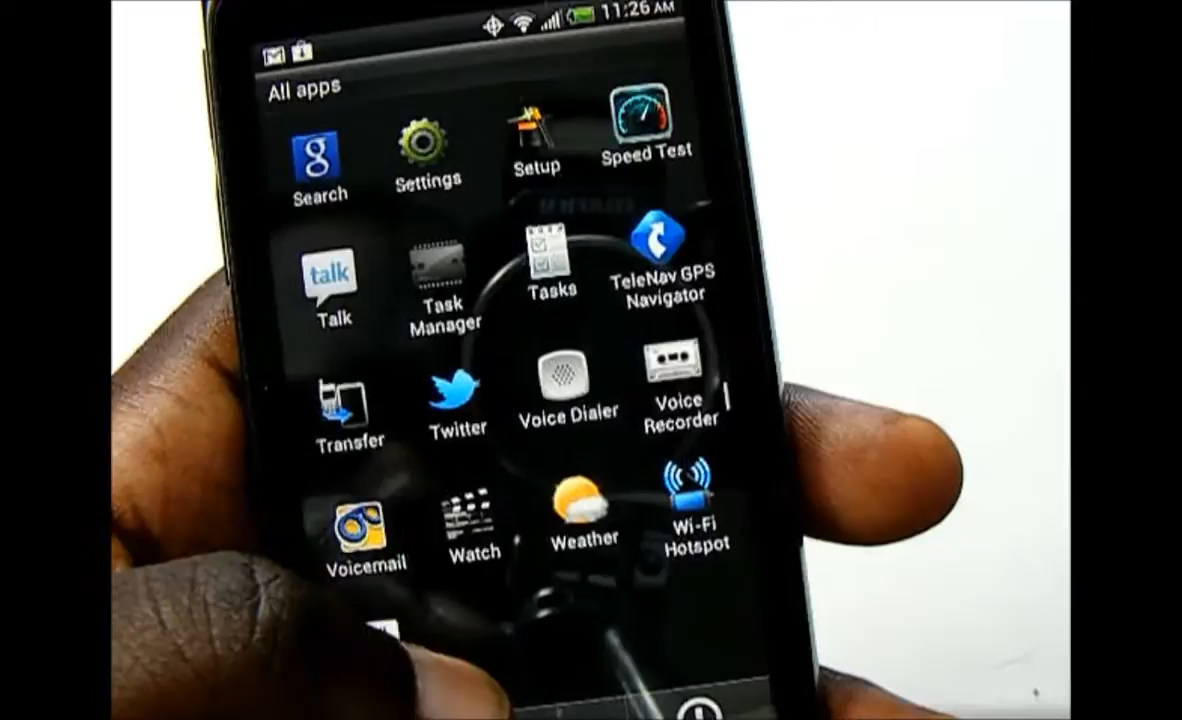 11:26 AM
All apps
g
Search
Settings
Setup
Speed Test
talk
Talk
Task
Manager
Tasks
TeleNav GPS
Navigator
Transfer
Twitter
Voice Dialer
Voice
Recorder
Voicemail
Watch
Weather
Wi-Fi
Hotspot